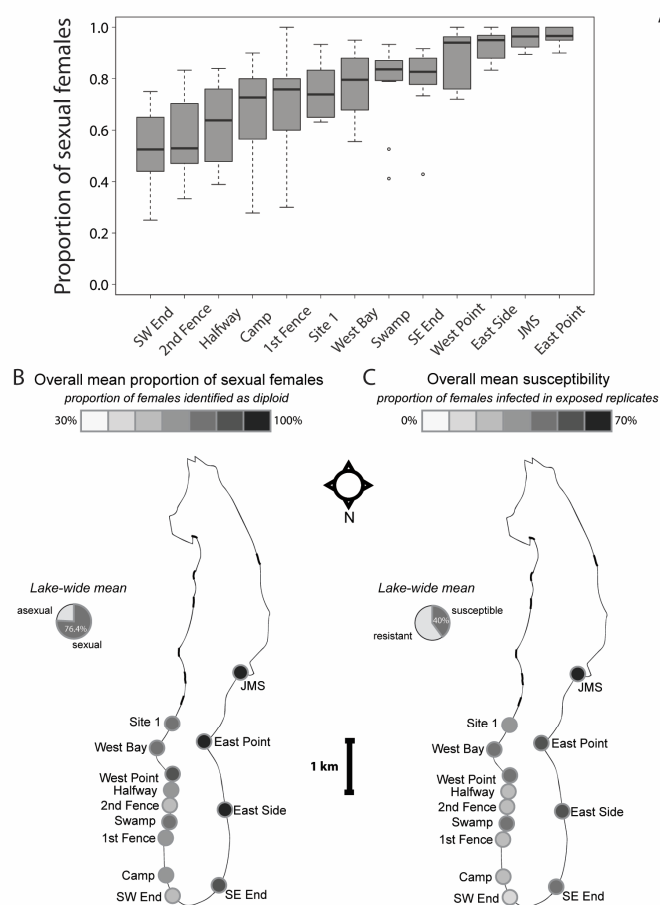 Proportion of sexual females
1.0
0.8
0.6
0.4
0.2
0.0
SW End
2nd Fence
Halfway
Camp
1st Fence
Site 1
West Bay
Swamp
SE End
West Point
East Side
JMS
East Point
B Overall mean proportion of sexual females
proportion of females identified as diploid
30% 100%
N
Lake-wide mean
asexual
76.4%
sexual
JMS
Site 1
West Bay
East Point
West Point
Halfway
2nd Fence
Swamp
1st Fence
East Side
Camp
SW End
SE End
1 km
C Overall mean susceptibility
proportion of females infected in exposed replicates
0% 70%
Lake-wide mean
susceptible
40%
resistant
JMS
Site 1
West Bay
East Point
West Point
Halfway
2nd Fence
Swamp
1st Fence
East Side
Camp
SW End
SE End